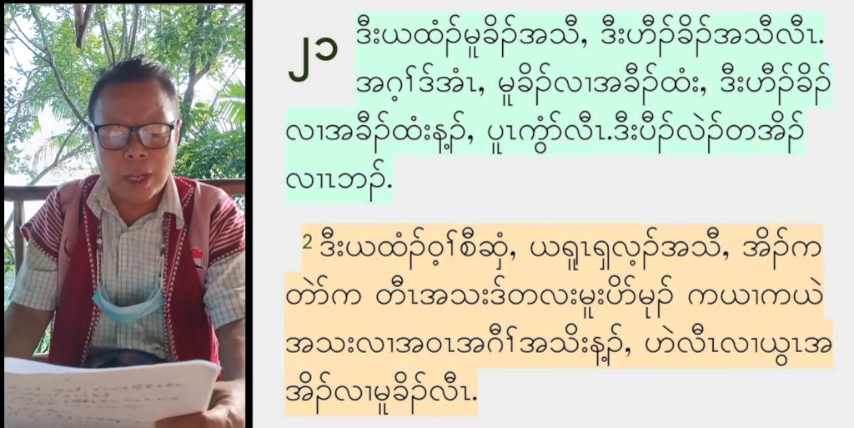 ၂၁ ဒီးယထံၣ်မူခိၣ်အသီ, ဒီးဟီၣ်ခိၣ်အသီလီၤ.
အဂ့ၢ်ဒ်အံၤ, မူခိၣ်လၢအခီၣ်ထံး, ဒီးဟီၣ်ခိၣ်
လၢအခီၣ်ထံးန့ၣ်, ပူၤကွံာ်လီၤ.ဒီးပီၣ်လဲၣ်တအိၣ်
လၢၤဘၣ်.
2 ဒီးယထံၣ်ဝ့ၢ်စီဆှံ, ယရူၤရှလ့ၣ်အသီ, အိၣ်က
တဲာ်က တီၤအသးဒ်တလးမူးပှာ်မုၣ် ကယၢကယဲ
အသးလၢအဝၤအဂီၢ်အသိးန့ၣ်, ဟဲလီၤလၢယွၤအ
အိၣ်လၢမူခိၣ်လီၤ.